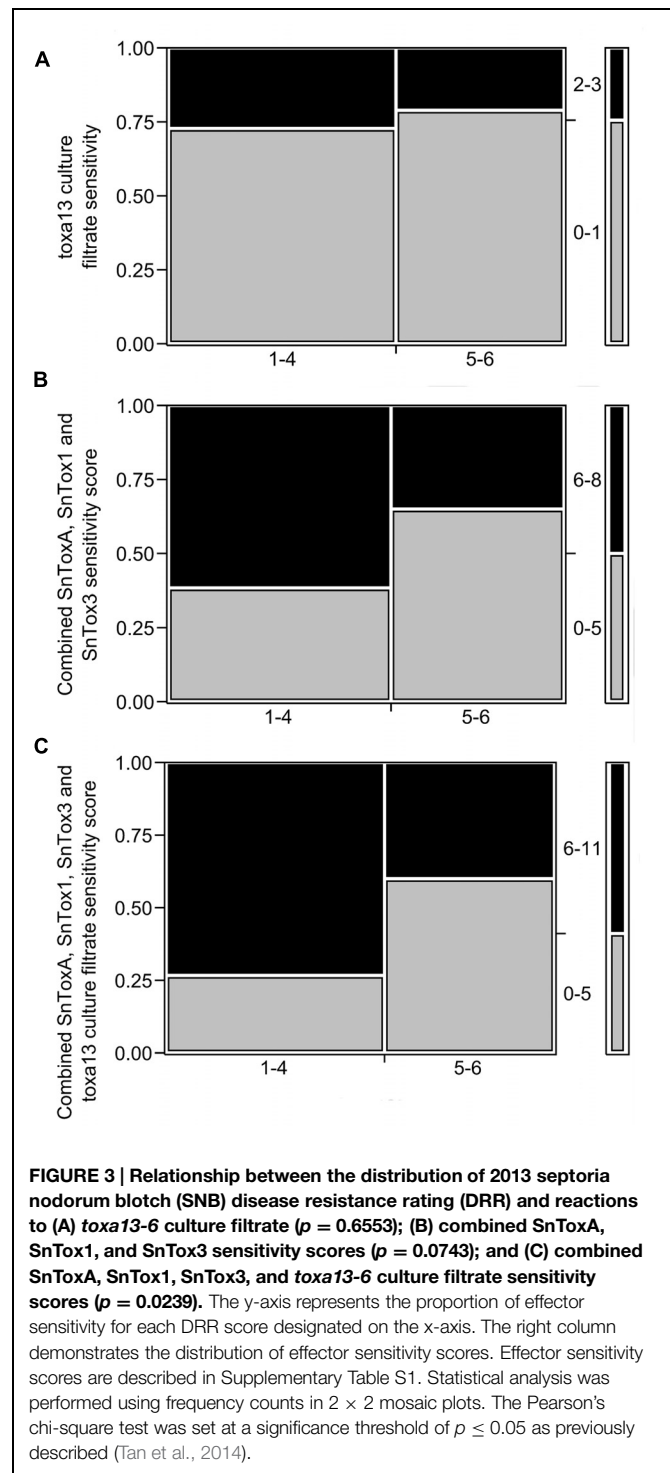 A
toxa13 culture
filtrate sensitivity
1.00
0.75
0.50
0.25
0.00
2-3
0-1
1-4
5-6
B
Combined SnToxA, SnTox1 and
SnTox3 sensitivity score
1.00
0.75
0.50
0.25
0.00
6-8
0-5
1-4
5-6
C
Combined SnToxA, SnTox1, SnTox3 and
toxa13 culture filtrate sensitivity score
1.00
0.75
0.50
0.25
0.00
6-11
0-5
1-4
5-6
FIGURE 3 | Relationship between the distribution of 2013 septoria
nodorum blotch (SNB) disease resistance rating (DRR) and reactions
to (A) toxa13-6 culture filtrate (p = 0.6553); (B) combined SnToxA,
SnTox1, and SnTox3 sensitivity scores (p = 0.0743); and (C) combined
SnToxA, SnTox1, SnTox3, and toxa13-6 culture filtrate sensitivity
scores (p = 0.0239). The y-axis represents the proportion of effector
sensitivity for each DRR score designated on the x-axis. The right column
demonstrates the distribution of effector sensitivity scores. Effector sensitivity
scores are described in Supplementary Table S1. Statistical analysis was
performed using frequency counts in 2 × 2 mosaic plots. The Pearson's
chi-square test was set at a significance threshold of p ≤ 0.05 as previously
described (Tan et al., 2014).